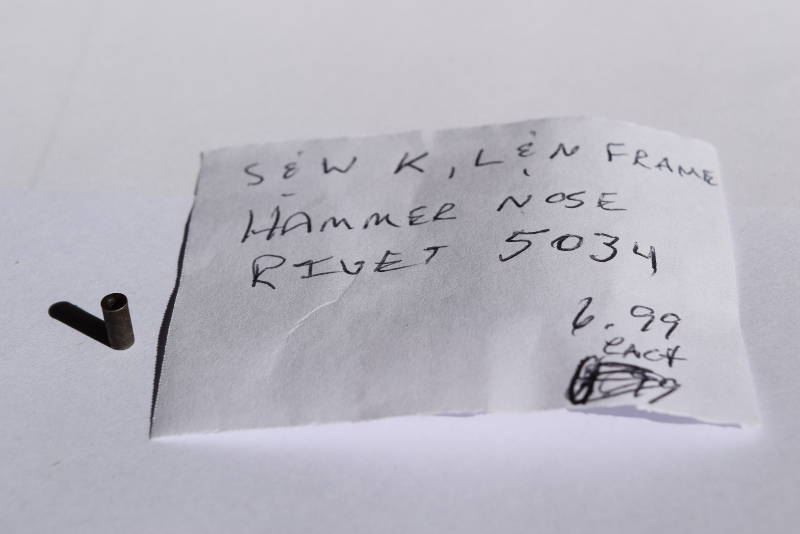 S&W K, L&N FRAME
HAMMER NOSE
RIVET 5034
6.99
EACH